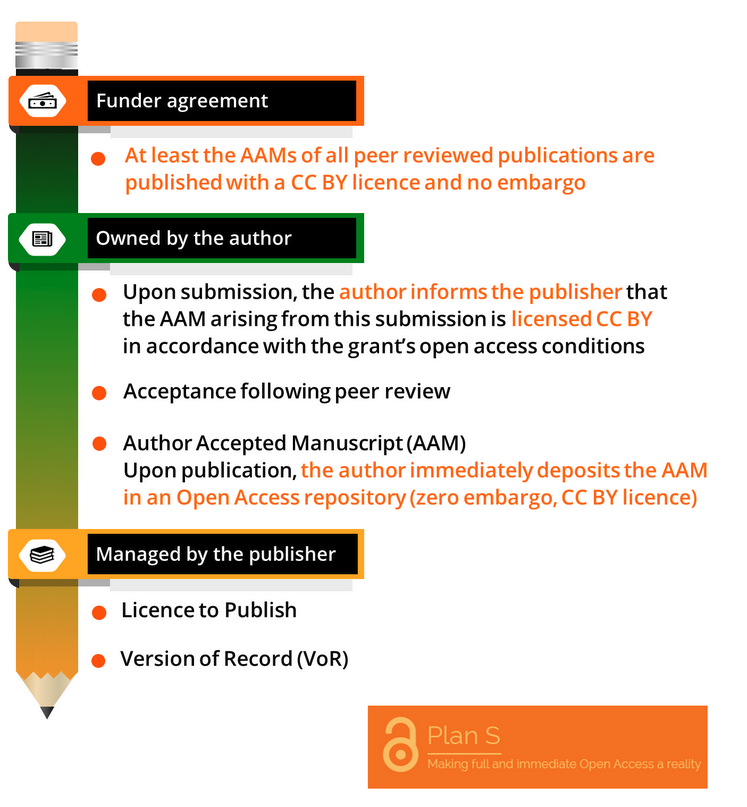 Funder agreement
At least the AAMs of all peer reviewed publications are
published with a CC BY licence and no embargo
Owned by the author
Upon submission, the author informs the publisher that
the AAM arising from this submission is licensed CC BY
in accordance with the grant’s open access conditions
Acceptance following peer review
Author Accepted Manuscript (AAM)
Upon publication, the author immediately deposits the AAM
in an Open Access repository (zero embargo, CC BY licence)
Managed by the publisher
Licence to Publish
Version of Record (VoR)
Plan S
Making full and immediate Open Access a reality